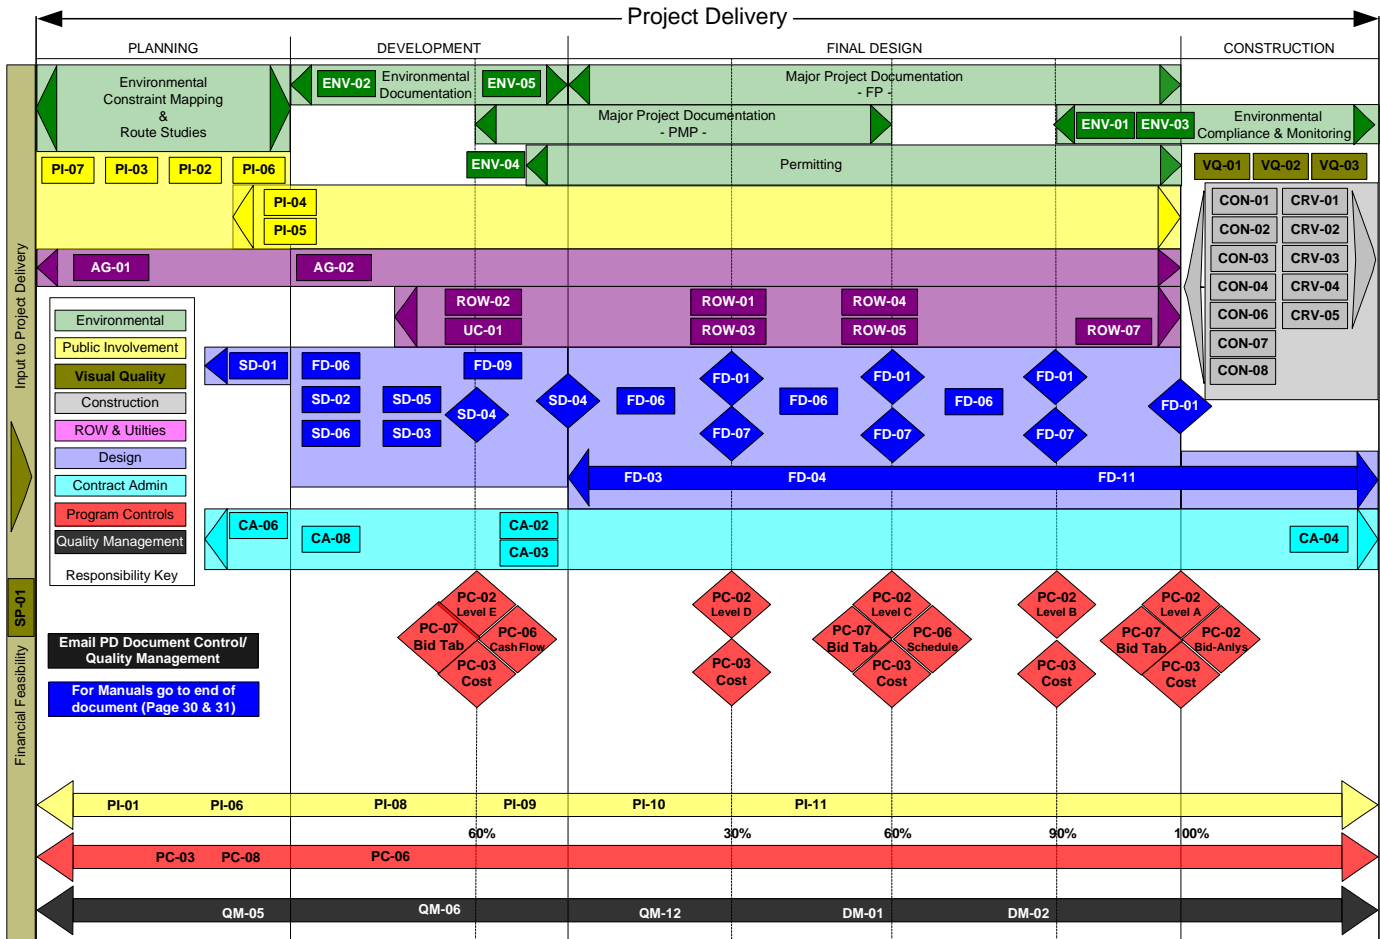 Project Delivery
PLANNING
DEVELOPMENT
FINAL DESIGN
CONSTRUCTION
Input to Project Delivery
SP-01
Financial Feasibility
Environmental
Constraint Mapping
&
Route Studies
ENV-02
Environmental
Documentation
ENV-05
Major Project Documentation
- FP -
Major Project Documentation
- PMP -
ENV-01
ENV-03
Environmental
Compliance & Monitoring
ENV-04
Permitting
PI-07
PI-03
PI-02
PI-06
VQ-01
VQ-02
VQ-03
PI-04
PI-05
CON-01
CRV-01
CON-02
CRV-02
CON-03
CRV-03
CON-04
CRV-04
CON-06
CRV-05
CON-07
CON-08
AG-01
AG-02
ROW-02
ROW-01
ROW-04
UC-01
ROW-03
ROW-05
ROW-07
Environmental
Public Involvement
Visual Quality
Construction
ROW & Utilties
Design
Contract Admin
Program Controls
Quality Management
Responsibility Key
SD-01
FD-06
FD-09
SD-02
SD-05
SD-04
SD-04
SD-06
SD-03
FD-06
FD-01
FD-07
FD-06
FD-01
FD-07
FD-06
FD-01
FD-07
FD-01
FD-03
FD-04
FD-11
CA-06
CA-08
CA-02
CA-03
CA-04
Email PD Document Control/
Quality Management
For Manuals go to end of
document (Page 30 & 31)
PC-02
Level E
PC-07
Bid Tab
PC-06
Cash Flow
PC-03
Cost
PC-02
Level D
PC-03
Cost
PC-02
Level C
PC-07
Bid Tab
PC-06
Schedule
PC-03
Cost
PC-02
Level B
PC-03
Cost
PC-02
Level A
PC-07
Bid Tab
PC-02
Bid-Anlys
PC-03
Cost
PI-01
PI-06
PI-08
PI-09
PI-10
PI-11
60%
30%
60%
90%
100%
PC-03
PC-08
PC-06
QM-05
QM-06
QM-12
DM-01
DM-02